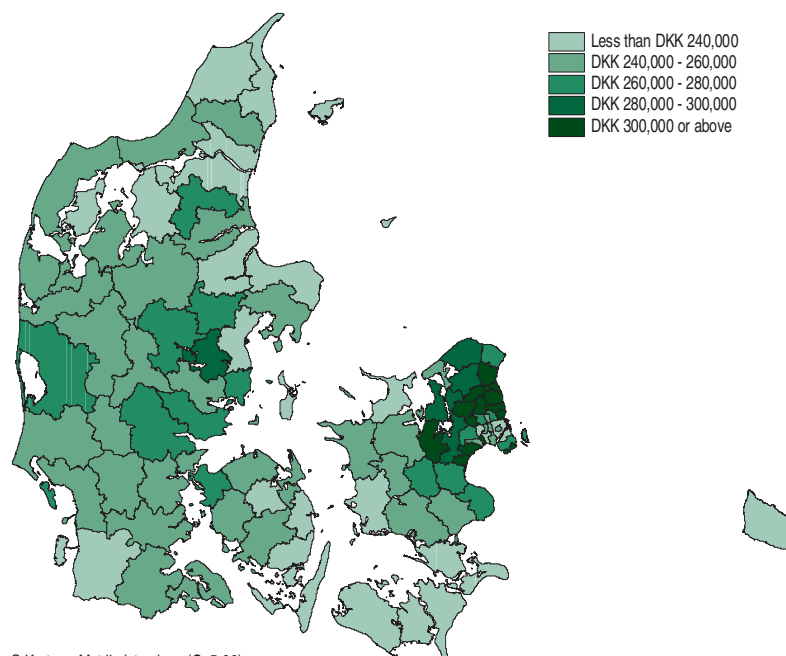 Less than DKK 240,000
DKK 240,000 - 260,000
DKK 260,000 - 280,000
DKK 280,000 - 300,000
DKK 300,000 or above